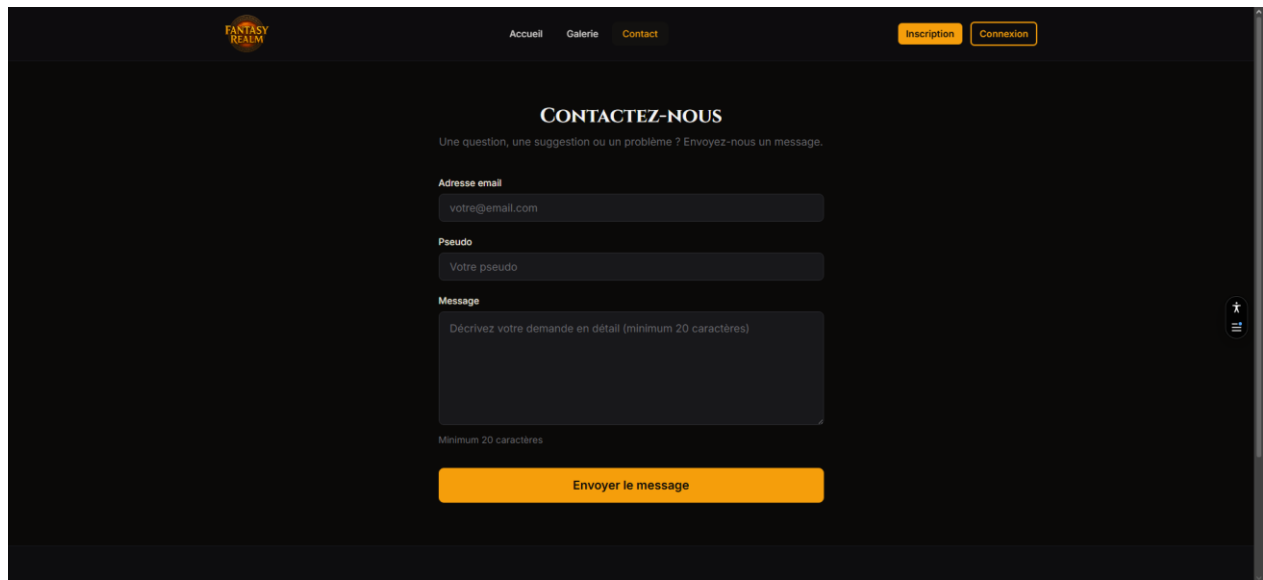 FANTASY
REALM
Accueil Galerie Contact Inscription Connexion
Contactez-nous
Une question, une suggestion ou un problème ? Envoyez-nous un message.
Adresse email
votre@email.com
Pseudo
Votre pseudo
Message
Décrivez votre demande en détail (minimum 20 caractères)
Minimum 20 caractères
Envoyer le message